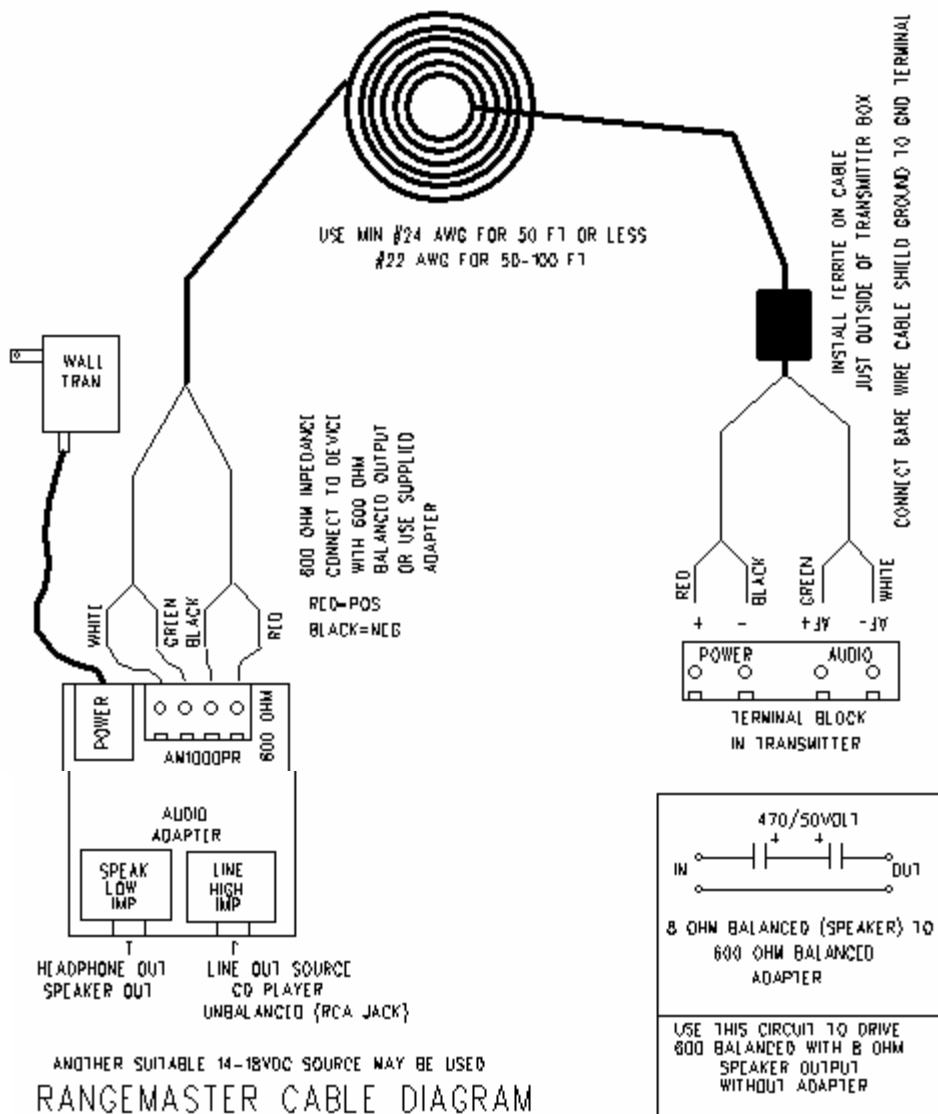 USE MIN #24 AWG FOR 50 FT OR LESS
#22 AWG FOR 50-100 FT
INSTALL FERRITE ON CABLE
JUST OUTSIDE OF TRANSMITTER BOX
CONNECT BARE WIRE CABLE SHIELD GROUND TO GND TERMINAL
WALL
TRAN
600 OHM IMPEDANCE
CONNECT TO DEVICE
WITH 600 OHM
BALANCED OUTPUT
OR USE SUPPLIED
ADAPTER
RED=POS
BLACK=NEG
WHITE
GREEN
BLACK
RED
POWER
600 OHM
AM1000PR
AUDIO
ADAPTER
SPEAK
LOW
IMP
LINE
HIGH
IMP
HEADPHONE OUT
SPEAKER OUT
LINE OUT SOURCE
CD PLAYER
UNBALANCED (RCA JACK)
RED
BLACK
GREEN
WHITE
+
-
AF+
AF-
POWER
AUDIO
TERMINAL BLOCK
IN TRANSMITTER
470/50VOLT
+ +
IN
OUT
8 OHM BALANCED (SPEAKER) TO
600 OHM BALANCED
ADAPTER
USE THIS CIRCUIT TO DRIVE
600 BALANCED WITH 8 OHM
SPEAKER OUTPUT
WITHOUT ADAPTER
ANOTHER SUITABLE 14-18VDC SOURCE MAY BE USED
RANGEMASTER CABLE DIAGRAM